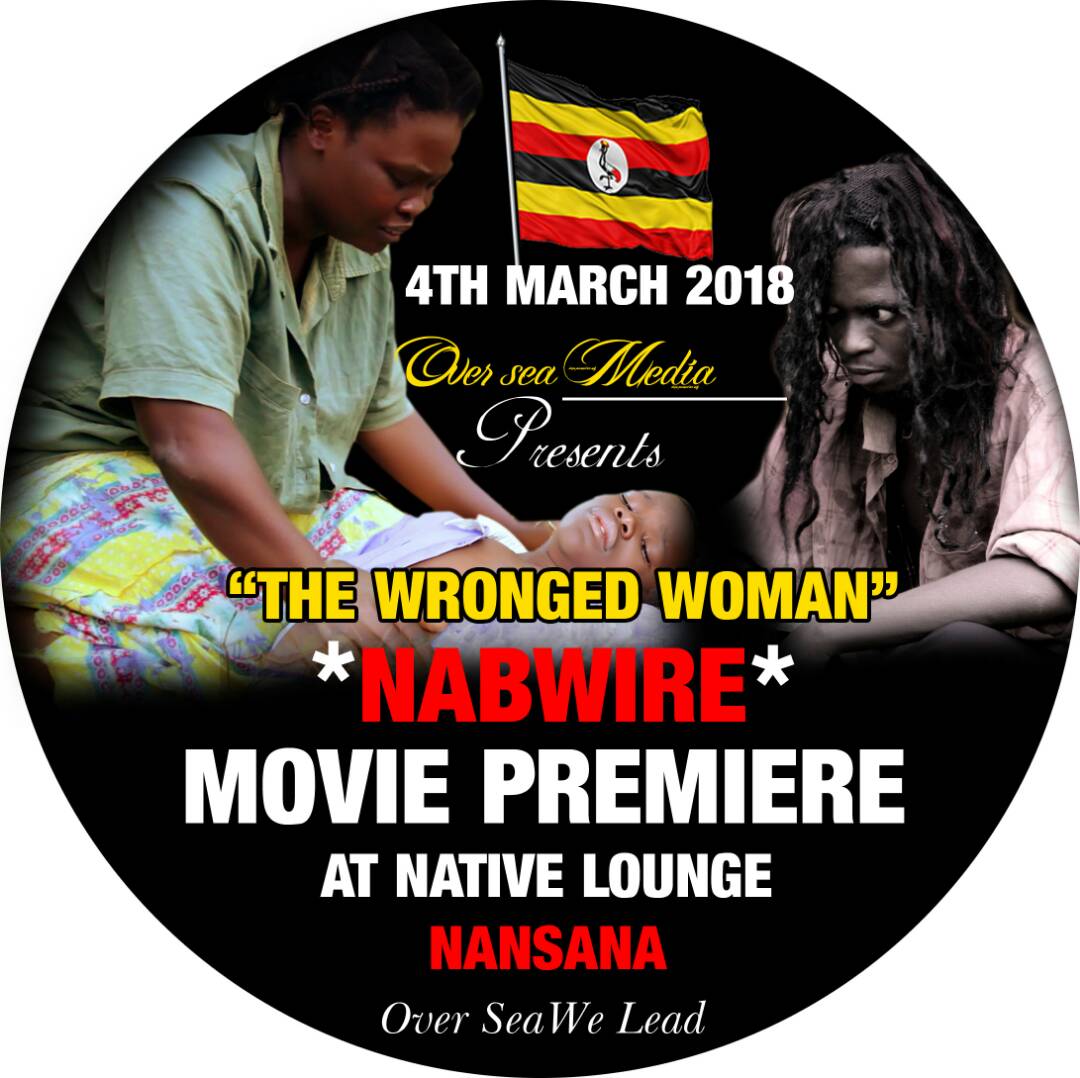 4TH MARCH 2018
Over sea Media
Presents
“THE WRONGED WOMAN”
*NABWIRE*
MOVIE PREMIERE
AT NATIVE LOUNGE
NANSANA
Over SeaWe Lead